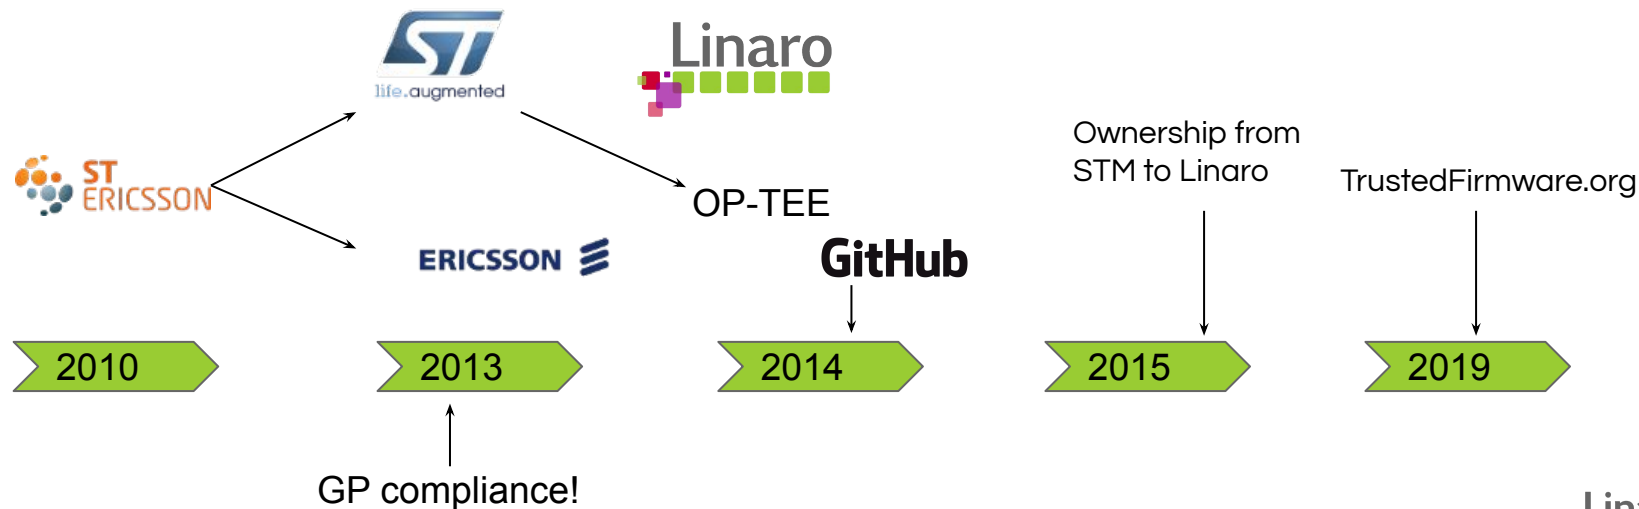 ST
life.augmented
Linaro
ST
ERICSSON
OP-TEE
ERICSSON
GitHub
Ownership from
STM to Linaro
TrustedFirmware.org
2010
2013
2014
2015
2019
GP compliance!